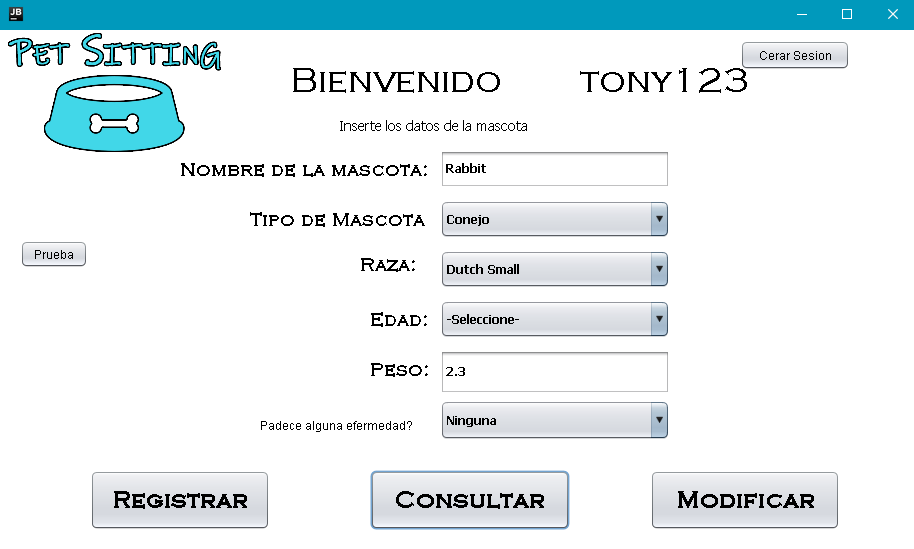 JB
PET SITTING
Cerar Sesion
BIENVENIDO TONY123
Inserte los datos de la mascota
NOMBRE DE LA MASCOTA: Rabbit
TIPO DE MASCOTA Conejo
Prueba
RAZA: Dutch Small
EDAD: -Seleccione-
PESO: 2.3
Padece alguna efermedad? Ninguna
REGISTRAR CONSULTAR MODIFICAR